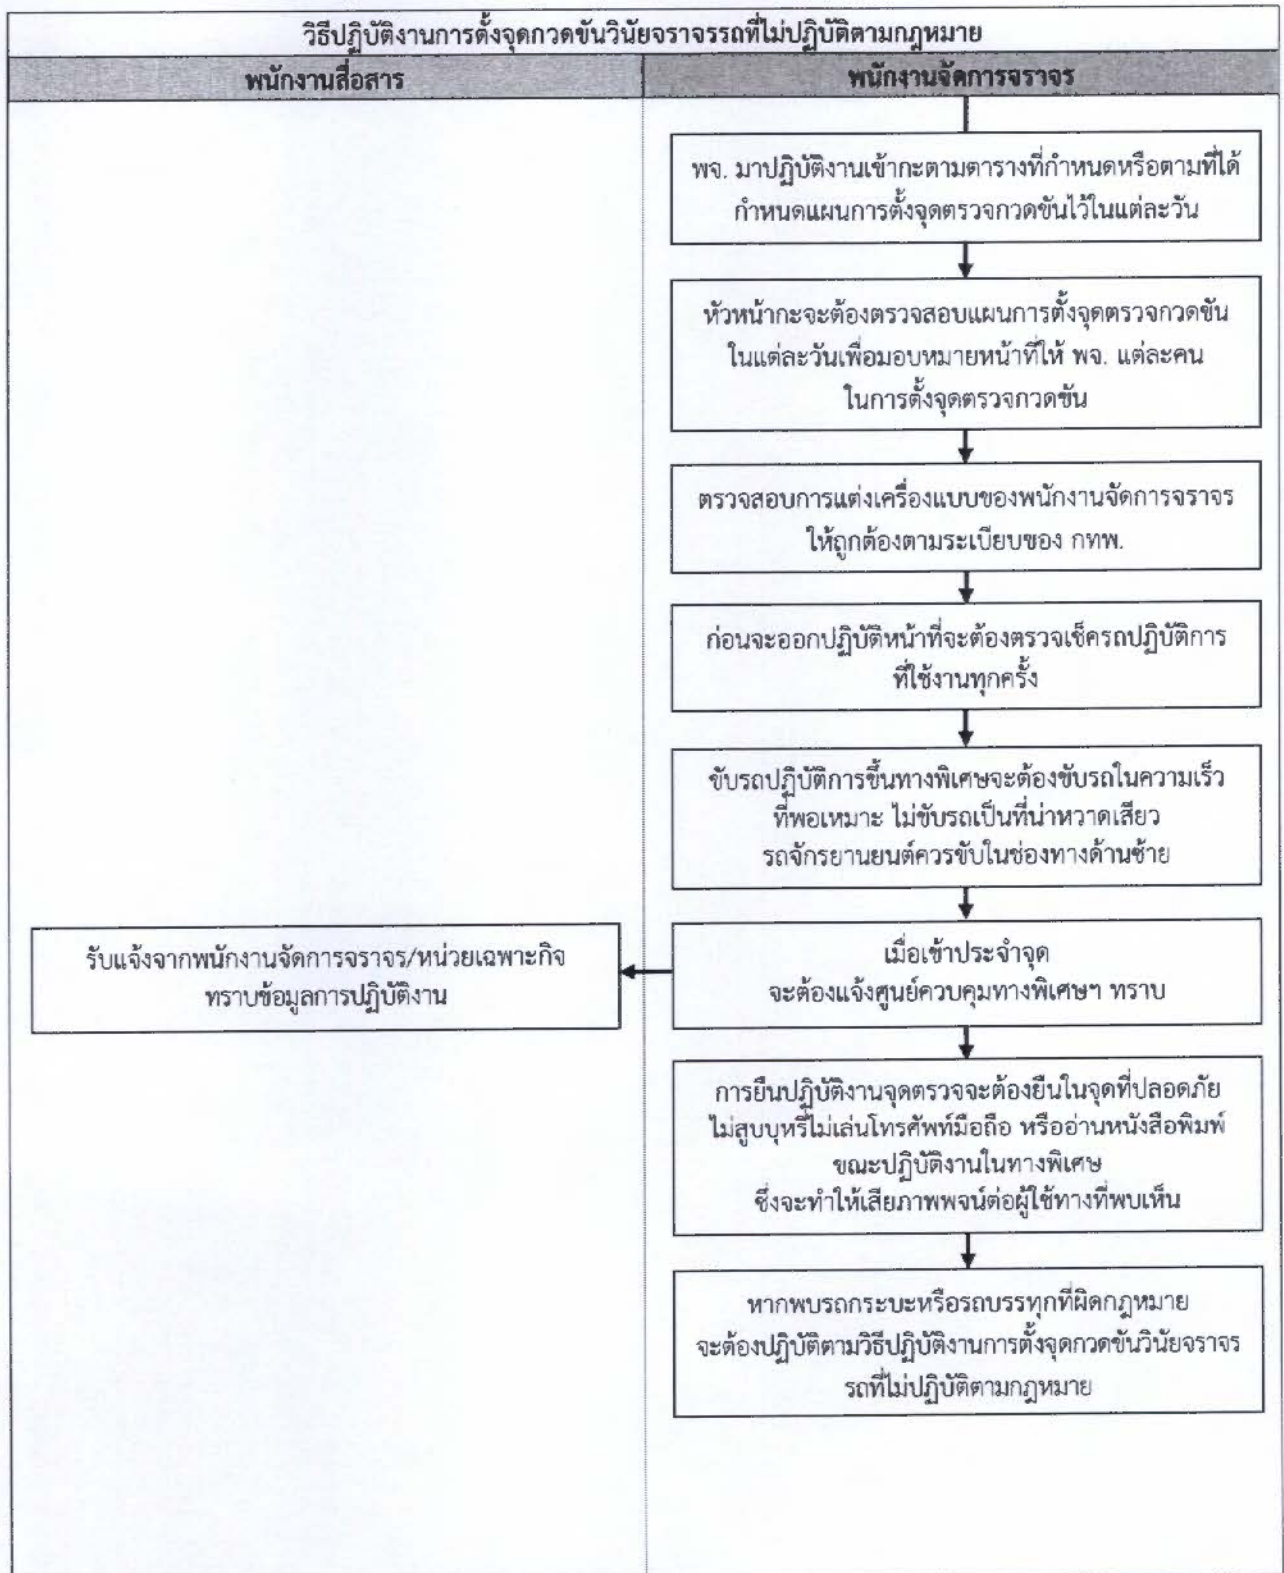 วิธีปฏิบัติงานการตั้งจุดกวดขันวินัยจราจรรถที่ไม่ปฏิบัติตามกฎหมาย
พนักงานสื่อสาร
พนักงานจัดการจราจร
พจ. มาปฏิบัติงานเข้ากะตามตารางที่กำหนดหรือตามที่ได้
กำหนดแผนการตั้งจุดตรวจกวดขันไว้ในแต่ละวัน
หัวหน้ากะจะต้องตรวจสอบแผนการตั้งจุดตรวจกวดขัน
ในแต่ละวันเพื่อมอบหมายหน้าที่ให้ พจ. แต่ละคน
ในการตั้งจุดตรวจกวดขัน
ตรวจสอบการแต่งเครื่องแบบของพนักงานจัดการจราจร
ให้ถูกต้องตามระเบียบของ กทพ.
ก่อนจะออกปฏิบัติหน้าที่จะต้องตรวจเช็ครถปฏิบัติการ
ที่ใช้งานทุกครั้ง
ขับรถปฏิบัติการขึ้นทางพิเศษจะต้องขับรถในความเร็ว
ที่พอเหมาะ ไม่ขับรถเป็นที่น่าหวาดเสียว
รถจักรยานยนต์ควรขับในช่องทางด้านซ้าย
เมื่อเข้าประจำจุด
จะต้องแจ้งศูนย์ควบคุมทางพิเศษฯ ทราบ
รับแจ้งจากพนักงานจัดการจราจร/หน่วยเฉพาะกิจ
ทราบข้อมูลการปฏิบัติงาน
การยืนปฏิบัติงานจุดตรวจจะต้องยืนในจุดที่ปลอดภัย
ไม่สูบบุหรี่ไม่เล่นโทรศัพท์มือถือ หรืออ่านหนังสือพิมพ์
ขณะปฏิบัติงานในทางพิเศษ
ซึ่งจะทำให้เสียภาพพจน์ต่อผู้ใช้ทางที่พบเห็น
หากพบรถกระบะหรือรถบรรทุกที่ผิดกฎหมาย
จะต้องปฏิบัติตามวิธีปฏิบัติงานการตั้งจุดกวดขันวินัยจราจร
รถที่ไม่ปฏิบัติตามกฎหมาย